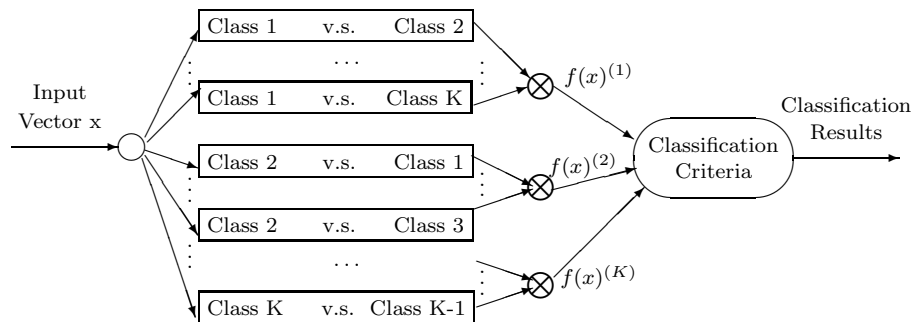 Class 1 v.s. Class 2
...
Class 1 v.s. Class K
Input
Vector x
Class 2 v.s. Class 1
Class 2 v.s. Class 3
...
Class K v.s. Class K-1
f(x)^{(1)}
f(x)^{(2)}
f(x)^{(K)}
Classification
Criteria
Classification
Results